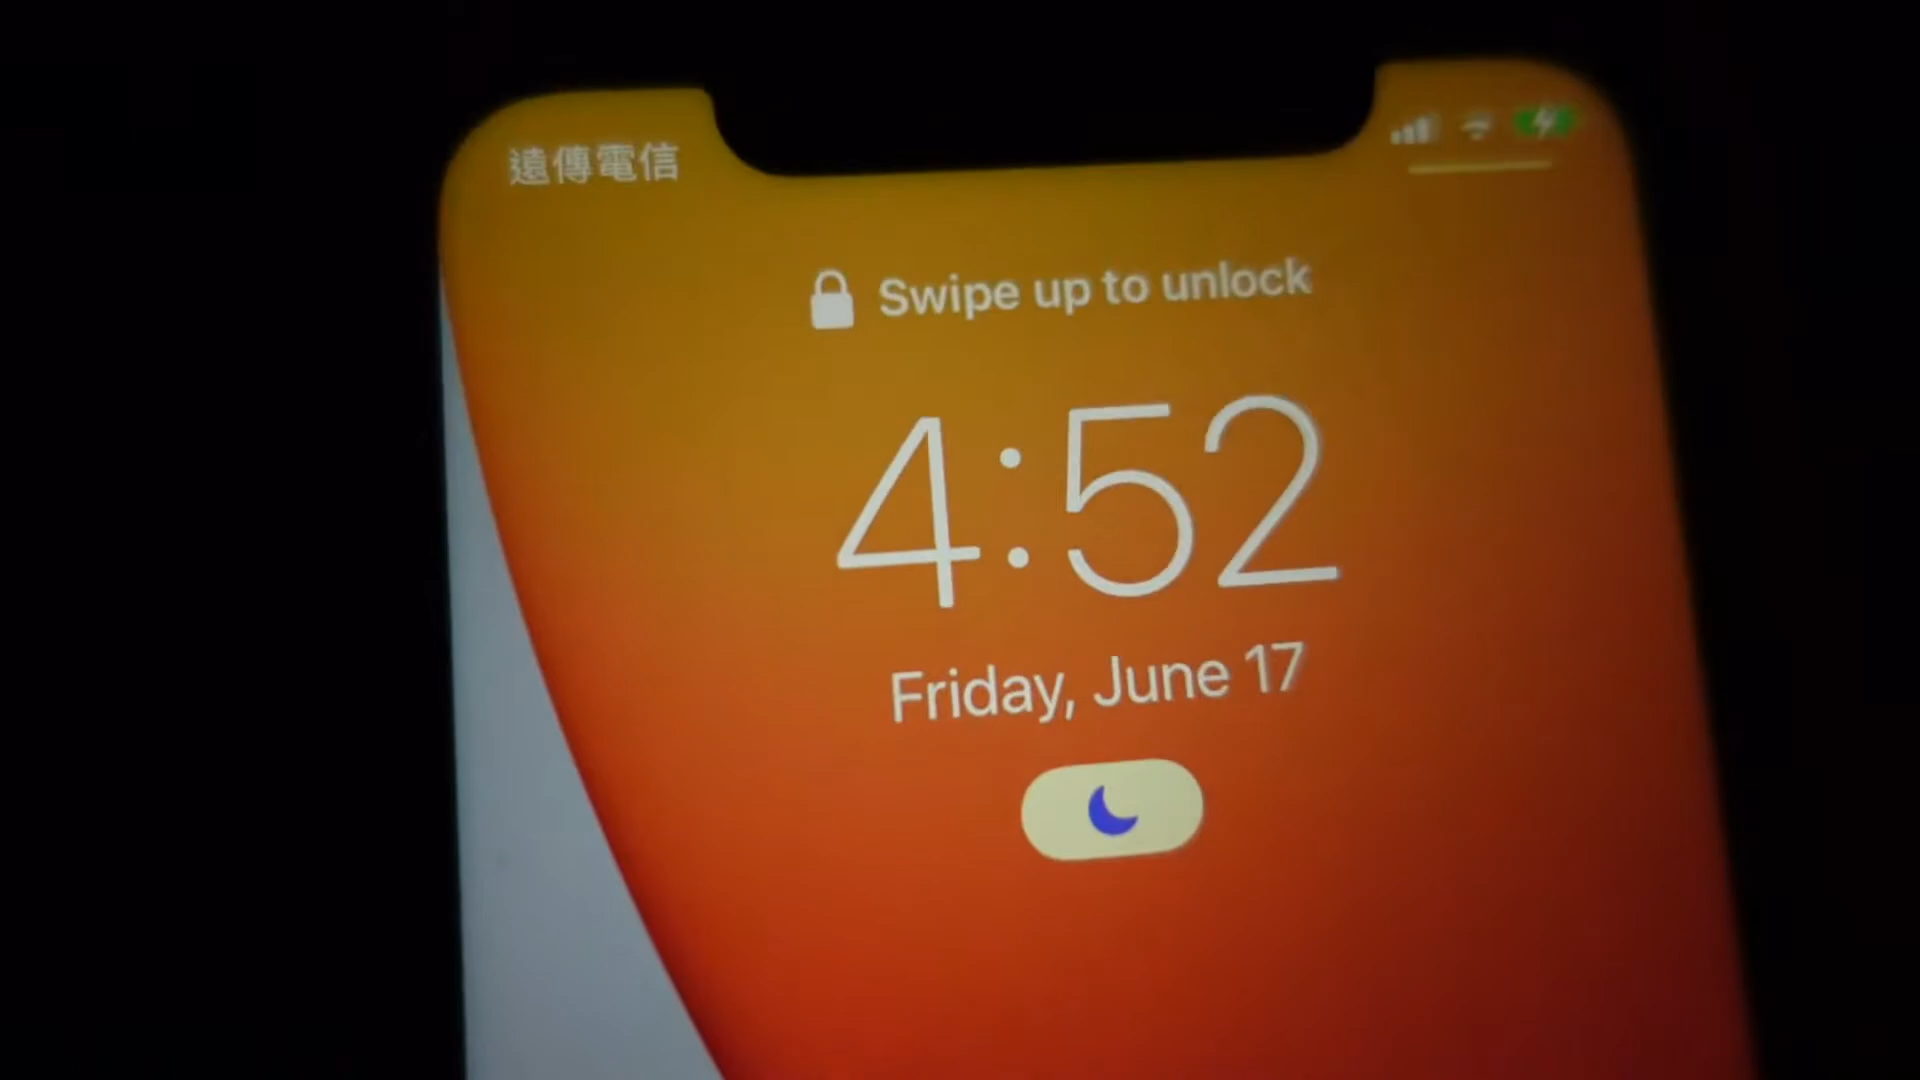 遠傳電信
Swipe up to unlock
4:52
Friday, June 17